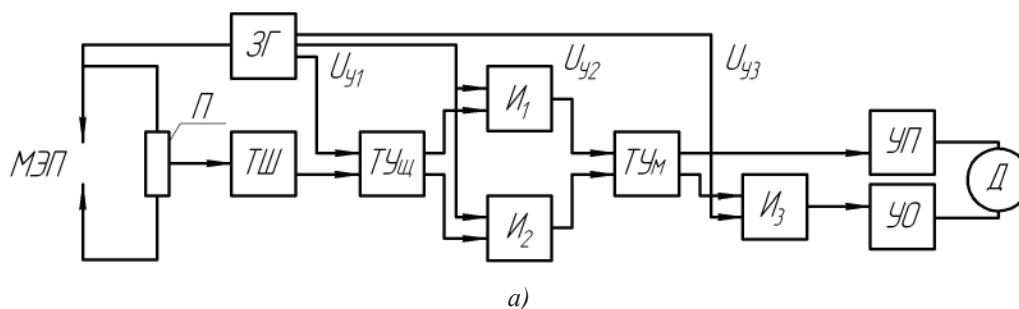 ЗГ
U_у1
U_у2
U_у3
П
И₁
МЭП
ТШ
ТУщ
ТУм
УП
Д
И₃
УО
И₂
а)